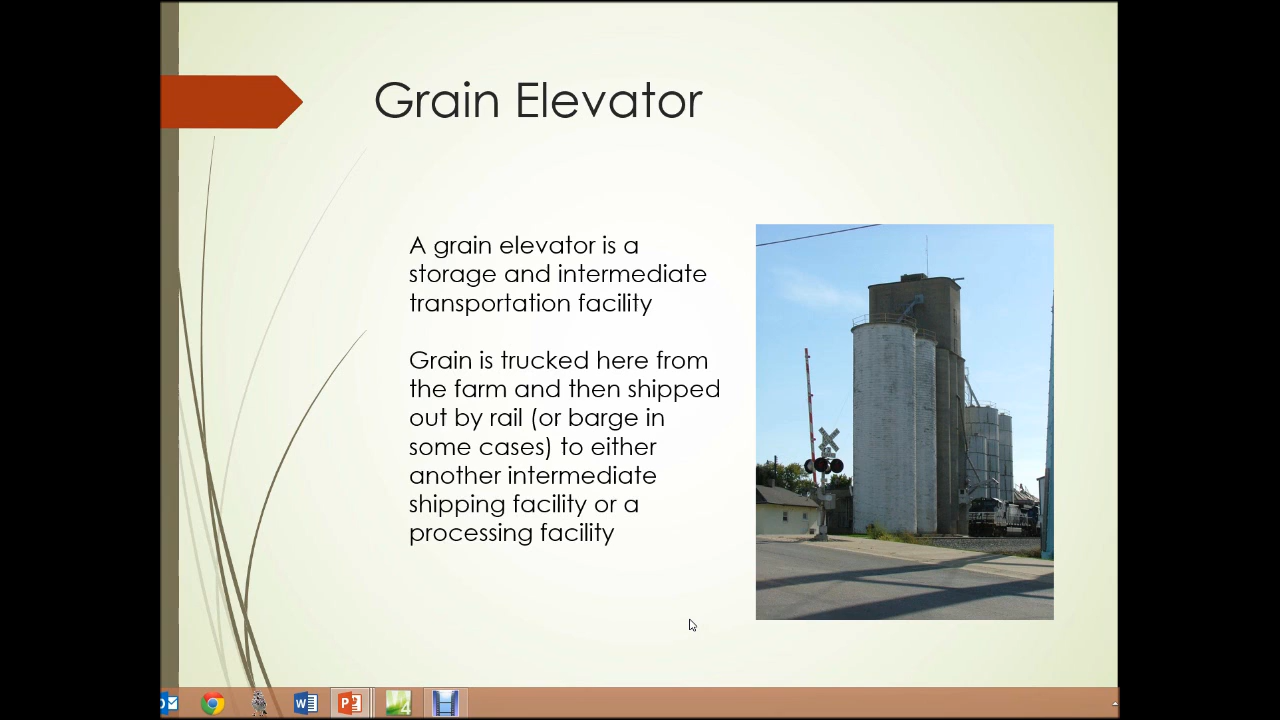 Grain Elevator
A grain elevator is a
storage and intermediate
transportation facility
Grain is trucked here from
the farm and then shipped
out by rail (or barge in
some cases) to either
another intermediate
shipping facility or a
processing facility